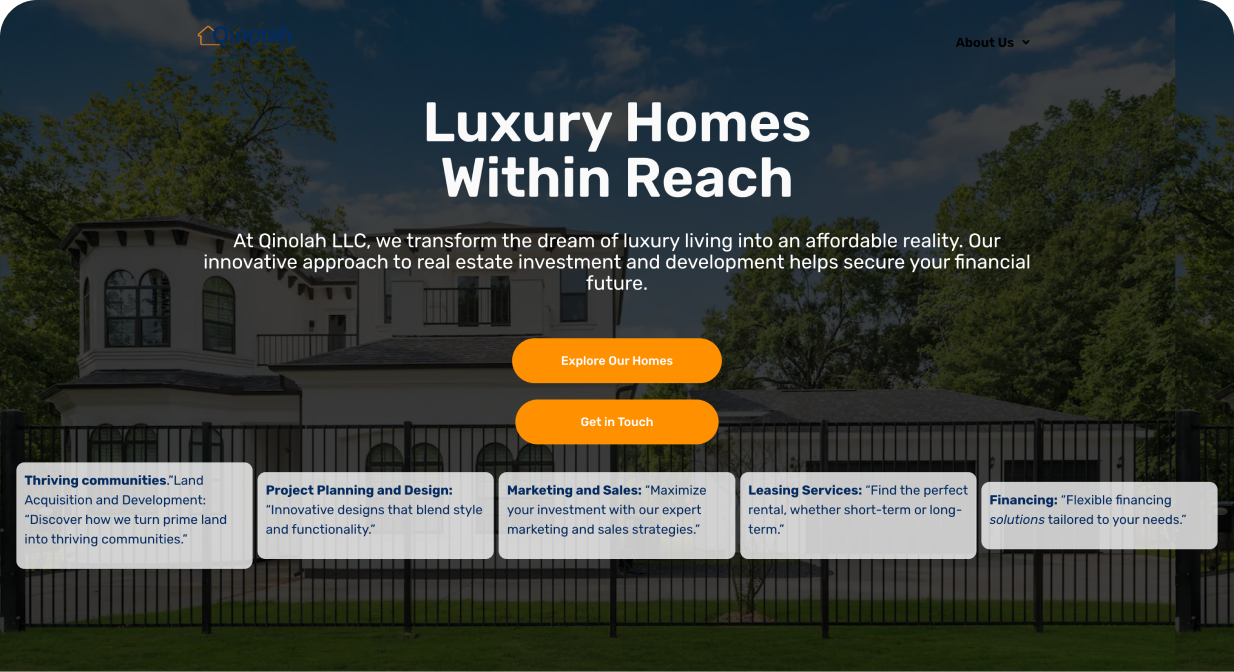 Qinolah
About Us
Luxury Homes
Within Reach
At Qinolah LLC, we transform the dream of luxury living into an affordable reality. Our
innovative approach to real estate investment and development helps secure your financial
future.
Explore Our Homes
Get in Touch
Thriving communities.”Land
Acquisition and Development:
“Discover how we turn prime land
into thriving communities.”
Project Planning and Design:
“Innovative designs that blend style
and functionality.”
Marketing and Sales: “Maximize
your investment with our expert
marketing and sales strategies.”
Leasing Services: “Find the perfect
rental, whether short-term or long-
term.”
Financing: “Flexible financing
solutions tailored to your needs.”